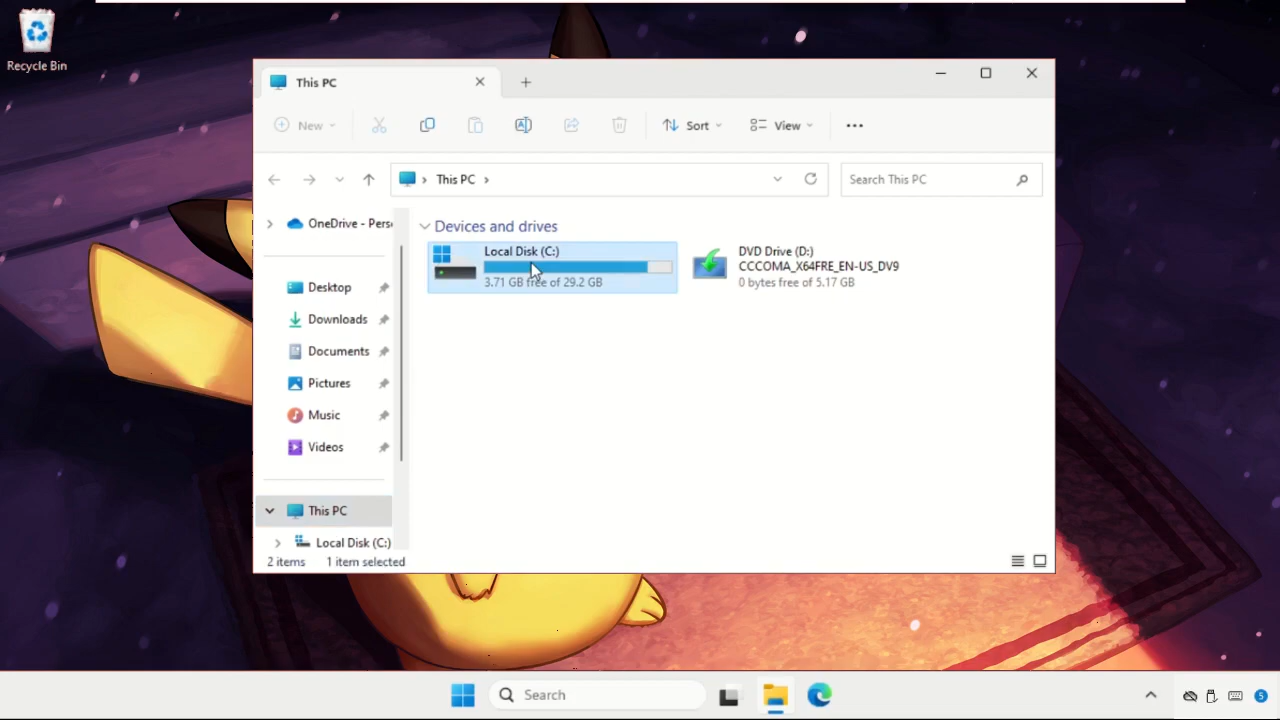 Recycle Bin
This PC
New
Sort
View
This PC
Search This PC
OneDrive - Pers
Desktop
Downloads
Documents
Pictures
Music
Videos
This PC
Local Disk (C:)
Devices and drives
Local Disk (C:)
3.71 GB free of 29.2 GB
DVD Drive (D:)
CCCOMA_X64FRE_EN-US_DV9
0 bytes free of 5.17 GB
2 items
1 item selected
Search
5